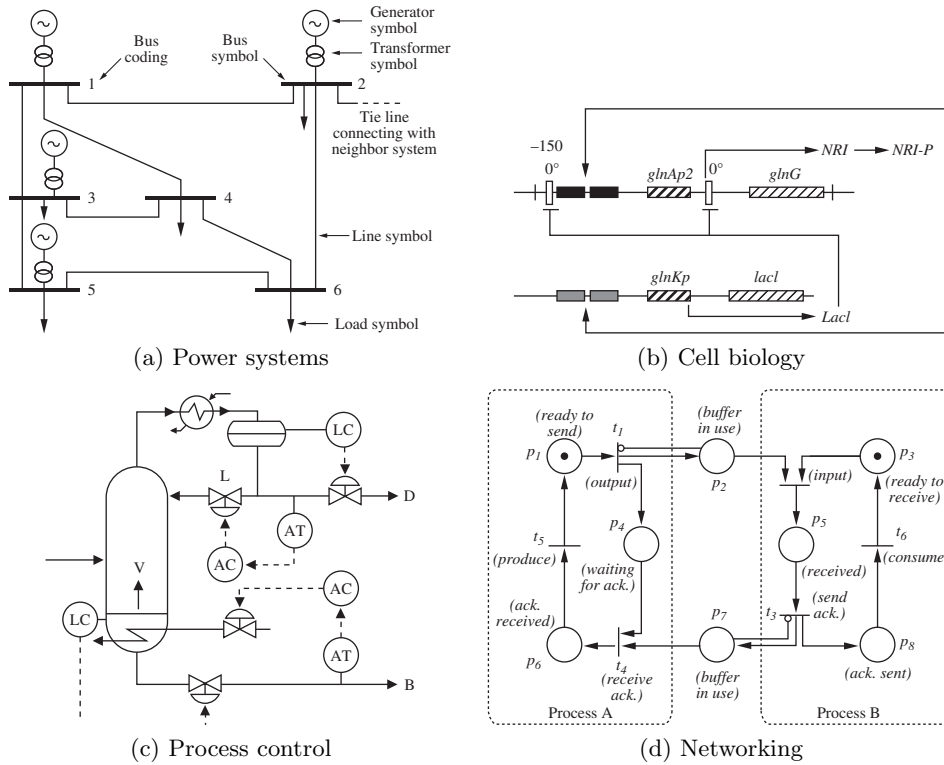 Generator
symbol
Bus
coding
Bus
symbol
Transformer
symbol
1
2
Tie line
connecting with
neighbor system
3
4
Line symbol
5
6
Load symbol
(a) Power systems
–150
0°
glnAp2
0°
glnG
NRI
NRI-P
glnKp
lacl
Lacl
(b) Cell biology
LC
L
D
AT
AC
V
AC
LC
AT
B
(c) Process control
(ready to
send)
t1
(buffer
in use)
p1
p3
(output)
p2
(input)
(ready to
receive)
p4
p5
t5
t6
(produce)
(consume
(waiting
for ack.)
(received)
(ack.
received)
p7
t3
(send
ack.)
p6
t4
p8
(receive
ack.)
(buffer
in use)
(ack. sent)
Process A
Process B
(d) Networking